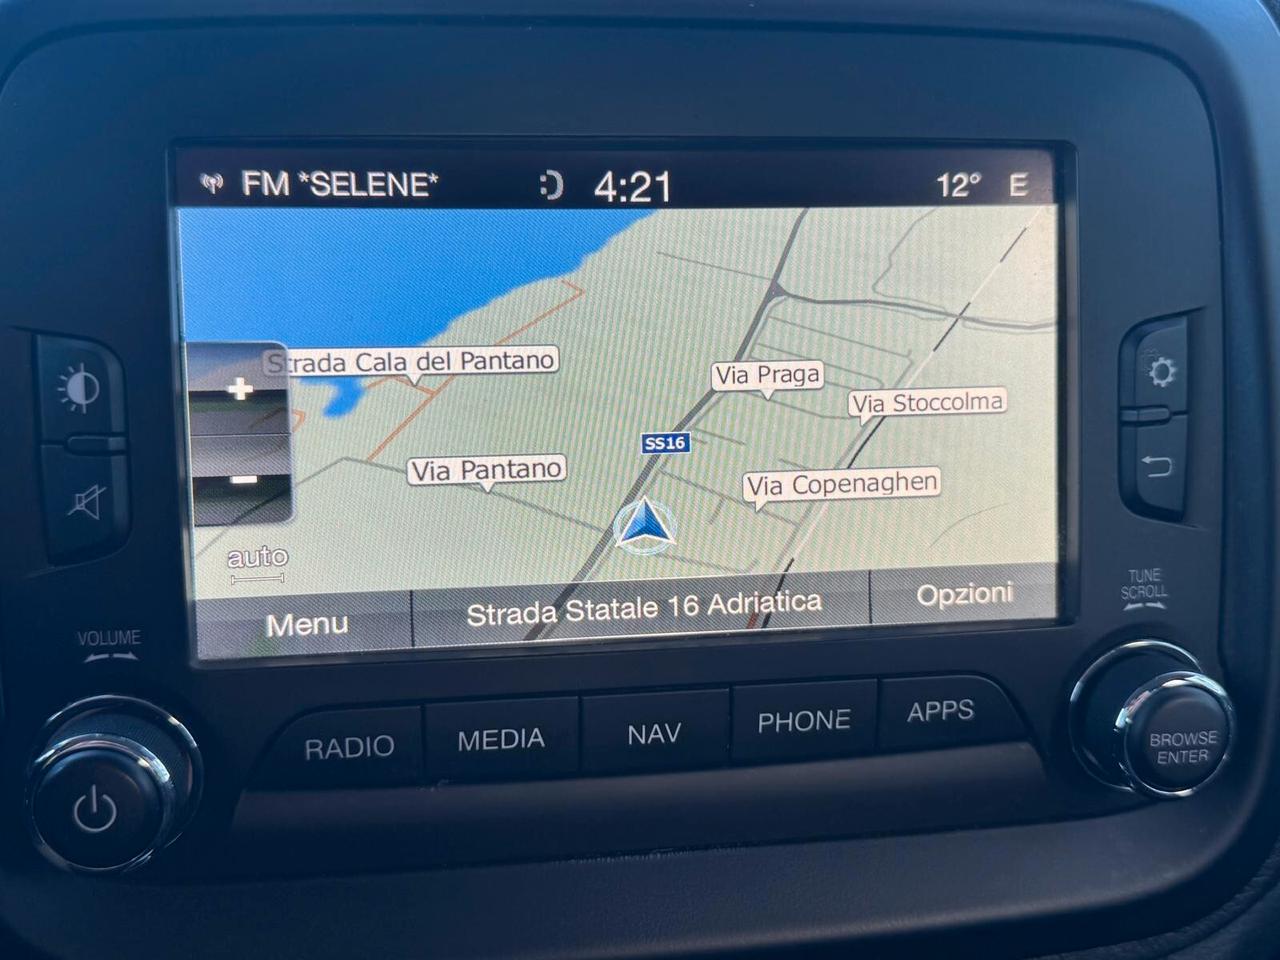 FM *SELENE* 4:21 12° E
Strada Cala del Pantano
Via Praga
Via Stoccolma
SS16
Via Pantano
Via Copenaghen
auto
Menu Strada Statale 16 Adriatica Opzioni
VOLUME
TUNE
SCROLL
RADIO MEDIA NAV PHONE APPS
BROWSE
ENTER